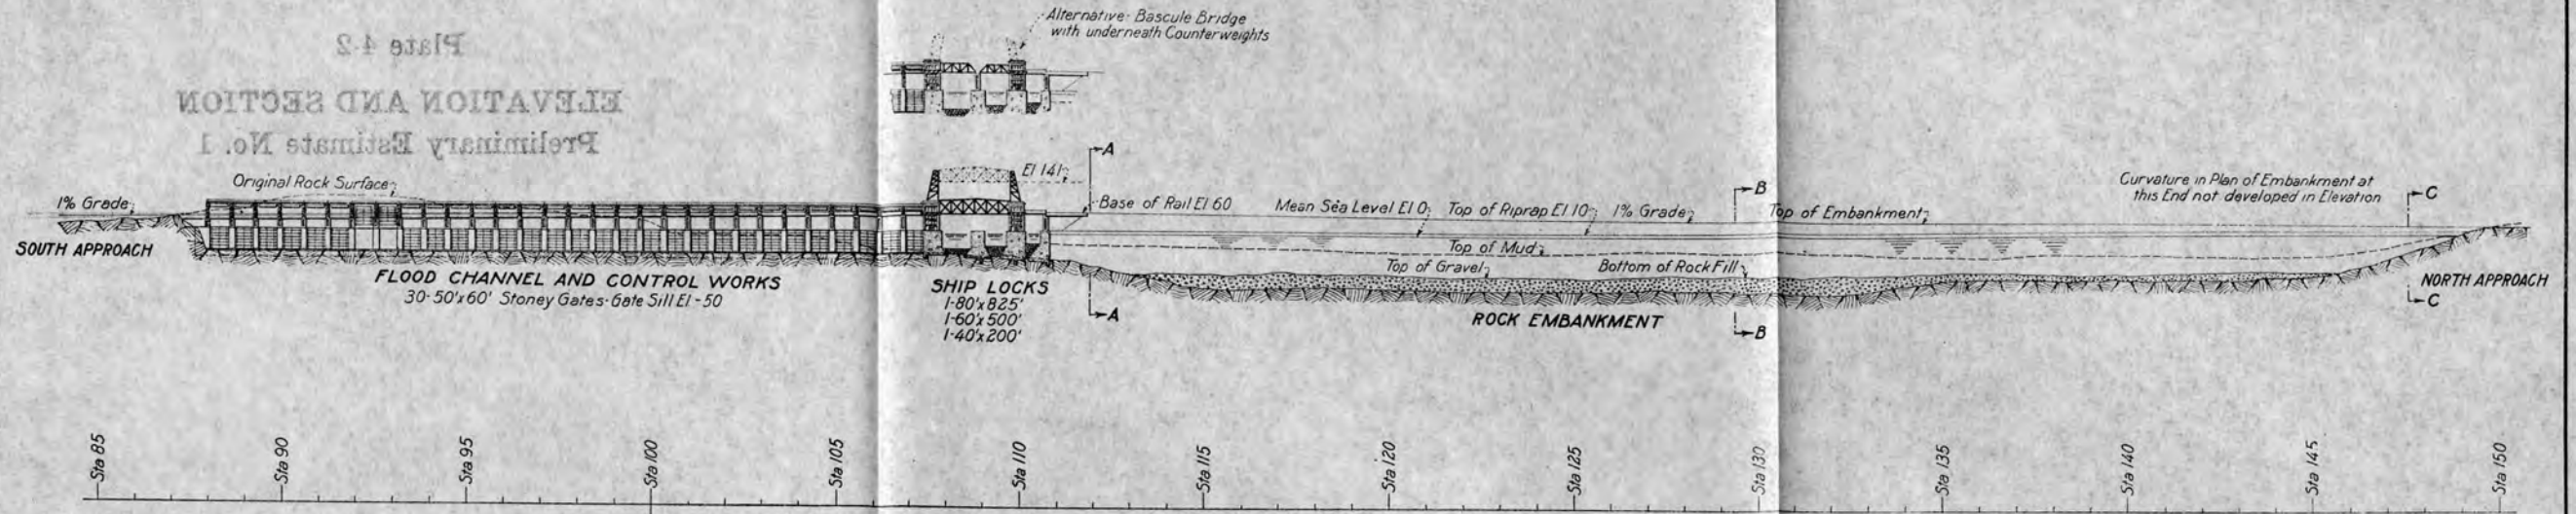 Alternative- Bascule Bridge
with underneath Counterweights
Plate 4-2
ELEVATION AND SECTION
Preliminary Estimate No. 1
Original Rock Surface
1% Grade
SOUTH APPROACH
FLOOD CHANNEL AND CONTROL WORKS
30-50'x60' Stoney Gates-Gate Sill El -50
El 141
A
Base of Rail El 60
Mean Sea Level El 0
Top of Riprap El 10
1% Grade
B
Top of Embankment
Curvature in Plan of Embankment at
this End not developed in Elevation
C
Top of Mud
Top of Gravel
Bottom of Rock Fill
SHIP LOCKS
1-80'x825'
1-60'x500'
1-40'x200'
A
ROCK EMBANKMENT
B
NORTH APPROACH
C
Sta 85
Sta 90
Sta 95
Sta 100
Sta 105
Sta 110
Sta 115
Sta 120
Sta 125
Sta 130
Sta 135
Sta 140
Sta 145
Sta 150